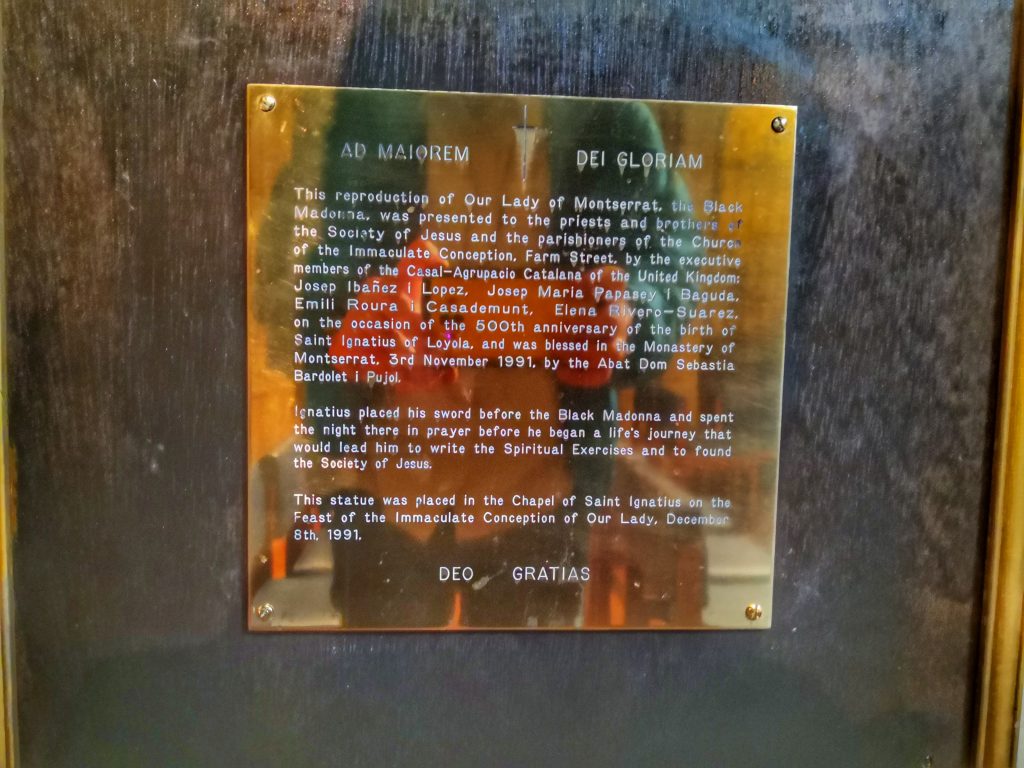 AD MAIOREM DEI GLORIAM
This reproduction of Our Lady of Montserrat, the Black
Madonna, was presented to the priests and brothers of
the Society of Jesus and the parishioners of the Church
of the Immaculate Conception, Farm Street, by the executive
members of the Casal-Agrupacio Catalana of the United Kingdom:
Josep Ibañez i Lopez, Josep Maria Papasey i Baguda,
Emili Roura i Casademunt, Elena Rivero-Suarez,
on the occasion of the 500th anniversary of the birth of
Saint Ignatius of Loyola, and was blessed in the Monastery of
Montserrat, 3rd November 1991, by the Abat Dom Sebastia
Bardolet i Pujol.
Ignatius placed his sword before the Black Madonna and spent
the night there in prayer before he began a life's journey that
would lead him to write the Spiritual Exercises and to found
the Society of Jesus.
This statue was placed in the Chapel of Saint Ignatius on the
Feast of the Immaculate Conception of Our Lady, December
8th, 1991.
DEO GRATIAS